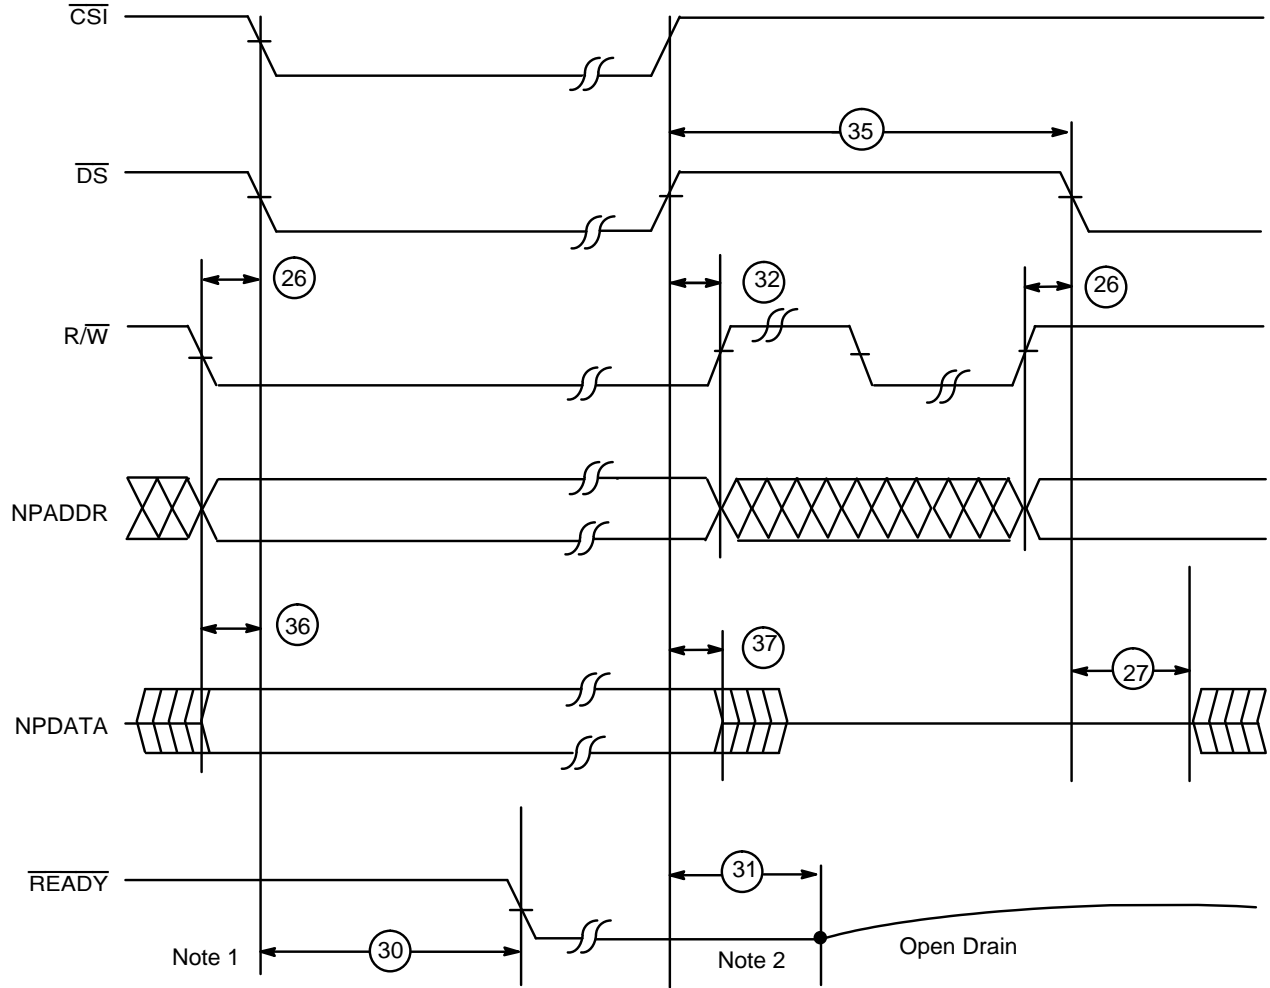 CSI
35
DS
26
32
26
R/W
NPADDR
36
37
27
NPDATA
31
READY
30
Note 1
Note 2
Open Drain